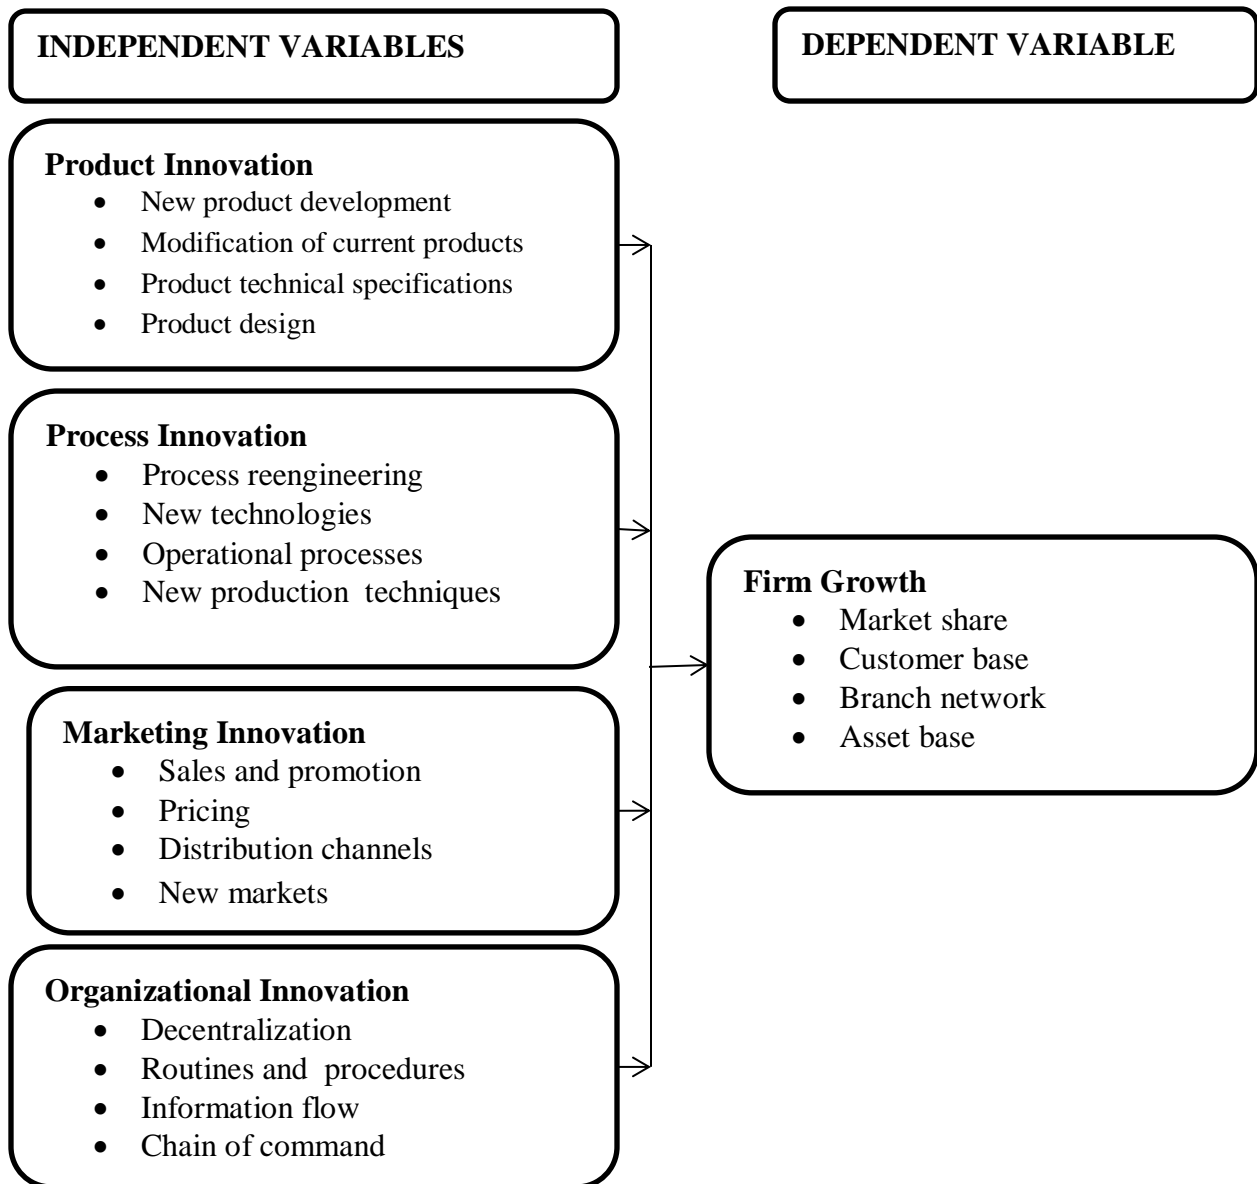 INDEPENDENT VARIABLES
DEPENDENT VARIABLE
Product Innovation
• New product development
• Modification of current products
• Product technical specifications
• Product design
Process Innovation
• Process reengineering
• New technologies
• Operational processes
• New production techniques
Marketing Innovation
• Sales and promotion
• Pricing
• Distribution channels
• New markets
Organizational Innovation
• Decentralization
• Routines and procedures
• Information flow
• Chain of command
Firm Growth
• Market share
• Customer base
• Branch network
• Asset base